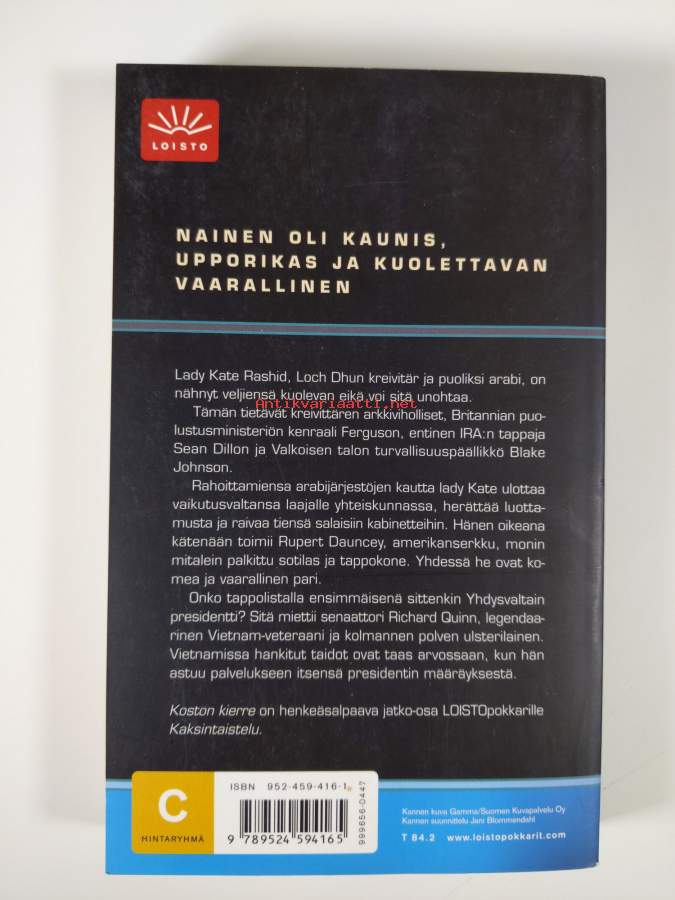 LOISTO
NAINEN OLI KAUNIS,
UPPORIKAS JA KUOLETTAVAN
VAARALLINEN
Lady Kate Rashid, Loch Dhun kreivitär ja puoliksi arabi, on
nähnyt veljiensä kuolevan eikä voi sitä unohtaa.
Antikvariaatti.net
Tämän tietävät kreivittären arkkiviholliset, Britannian puo-
lustusministeriön kenraali Ferguson, entinen IRA:n tappaja
Sean Dillon ja Valkoisen talon turvallisuuspäällikkö Blake
Johnson.
Rahoittamiensa arabijärjestöjen kautta lady Kate ulottaa
vaikutusvaltansa laajalle yhteiskunnassa, herättää luotta-
musta ja raivaa tiensä salaisiin kabinetteihin. Hänen oikeana
kätenään toimii Rupert Dauncey, amerikanserkku, monin
mitalein palkittu sotilas ja tappokone. Yhdessä he ovat ko-
mea ja vaarallinen pari.
Onko tappolistalla ensimmäisenä sittenkin Yhdysvaltain
presidentti? Sitä miettii senaattori Richard Quinn, legendaa-
rinen Vietnam-veteraani ja kolmannen polven ulsterilainen.
Vietnamissa hankitut taidot ovat taas arvossaan, kun hän
astuu palvelukseen itsensä presidentin määräyksestä.
Koston kierre on henkeäsalpaava jatko-osa LOISTOpokkarille
Kaksintaistelu.
C
HINTARYHMÄ
ISBN 952-459-416-1
9 789524 594165
999656-0447
Kannen kuva Gamma/Suomen Kuvapalvelu Oy
Kannen suunnittelu Jani Blommendahl
T 84.2 www.loistopokkarit.com